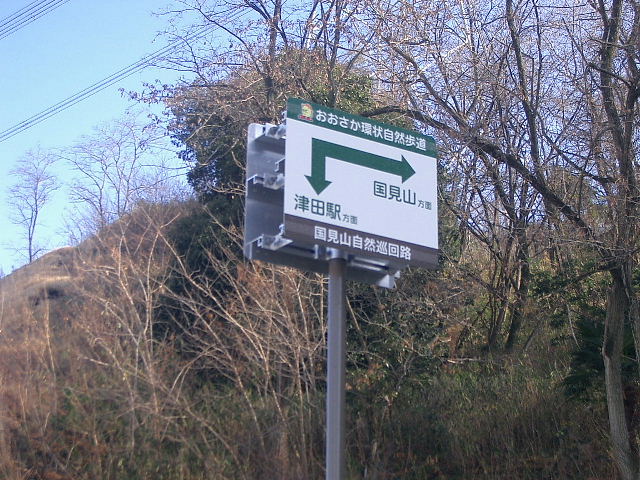 おおさか環状自然歩道
国見山方面
津田駅方面
国見山自然巡回路